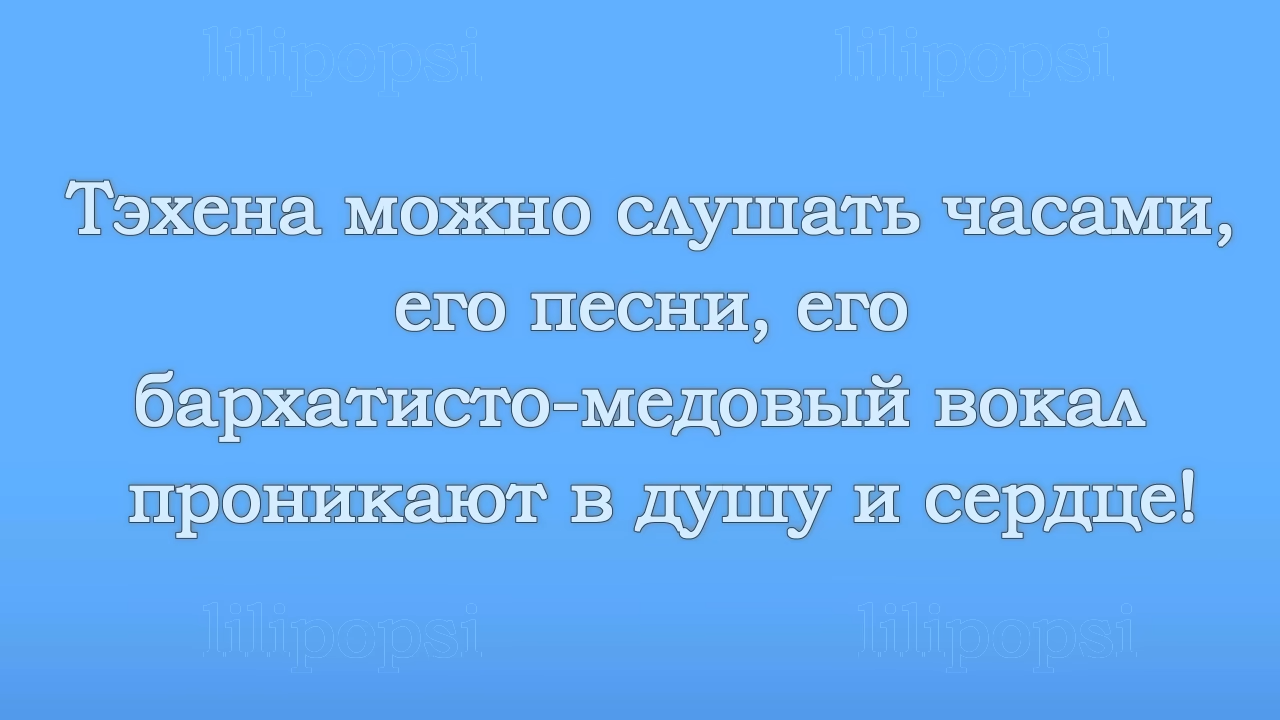 lilipopsi lilipopsi
Тэхена можно слушать часами,
его песни, его
бархатисто-медовый вокал
проникают в душу и сердце!
lilipopsi lilipopsi